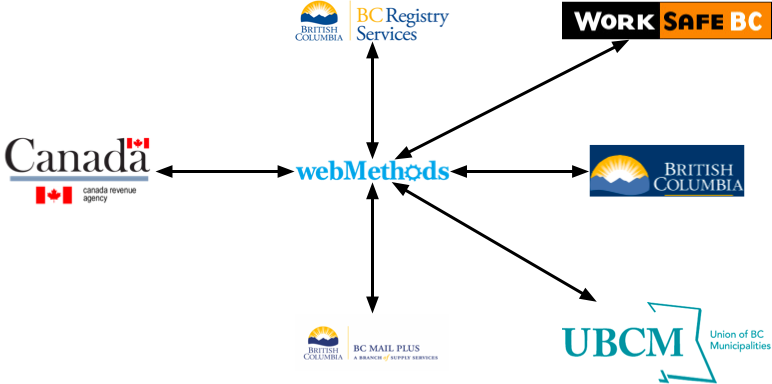 BRITISH
COLUMBIA
BC Registry
Services
WORK SAFE BC
Canada
canada revenue
agency
webMethods
BRITISH
COLUMBIA
BRITISH
COLUMBIA
BC MAIL PLUS
A BRANCH of SUPPLY SERVICES
UBCM
Union of BC
Municipalities